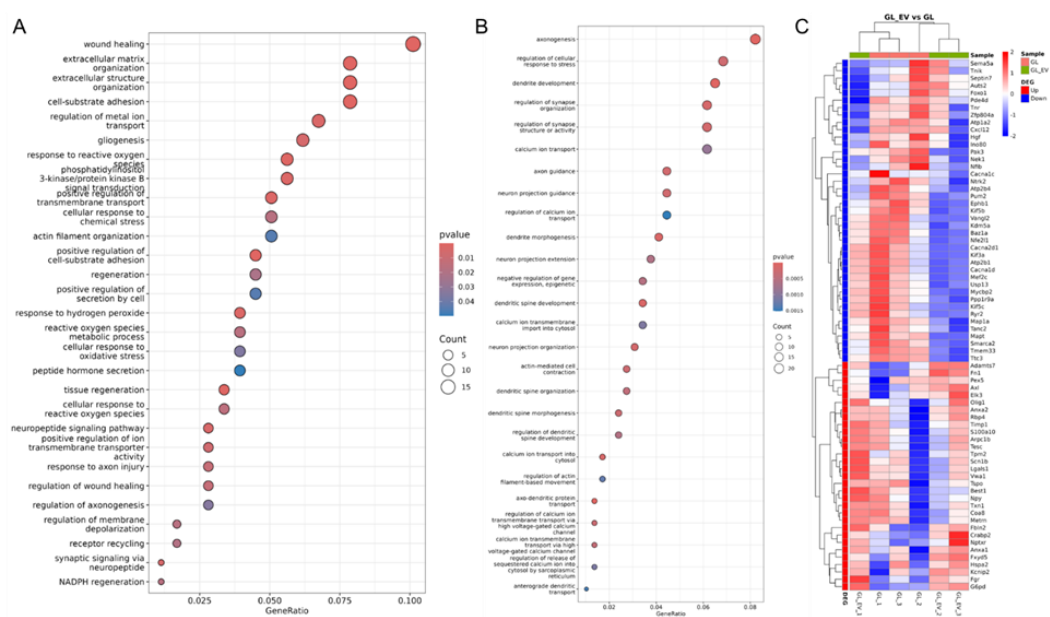 A
wound healing
extracellular matrix
organization
extracellular structure
organization
cell-substrate adhesion
regulation of metal ion
transport
gliogenesis
response to reactive oxygen
species
phosphatidylinositol
3-kinase/protein kinase B
signal transduction
positive regulation of
transmembrane transport
cellular response to
chemical stress
actin filament organization
positive regulation of
cell-substrate adhesion
regeneration
positive regulation of
secretion by cell
response to hydrogen peroxide
reactive oxygen species
metabolic process
cellular response to
oxidative stress
peptide hormone secretion
tissue regeneration
cellular response to
reactive oxygen species
neuropeptide signaling pathway
positive regulation of ion
transmembrane transporter
activity
response to axon injury
regulation of wound healing
regulation of axonogenesis
regulation of membrane
depolarization
receptor recycling
synaptic signaling via
neuropeptide
NADPH regeneration
0.025
0.050
0.075
0.100
GeneRatio
pvalue
0.01
0.02
0.03
0.04
Count
5
10
15
B
axonogenesis
regulation of cellular
response to stress
dendrite development
regulation of synapse
organization
regulation of synapse
structure or activity
calcium ion transport
axon guidance
neuron projection guidance
regulation of calcium ion
transport
dendrite morphogenesis
neuron projection extension
negative regulation of gene
expression, epigenetic
dendritic spine development
calcium ion transmembrane
import into cytosol
neuron projection organization
actin-mediated cell
contraction
dendritic spine organization
dendritic spine morphogenesis
regulation of dendritic
spine development
calcium ion transport into
cytosol
regulation of actin
filament-based movement
axo-dendritic protein
transport
regulation of calcium ion
transmembrane transport via
high voltage-gated calcium channel
calcium ion transmembrane
transport via high
voltage-gated calcium channel
regulation of release of
sequestered calcium ion into
cytosol by sarcoplasmic
reticulum
anterograde dendritic
transport
0.02
0.04
0.06
0.08
GeneRatio
pvalue
0.0005
0.0010
0.0015
Count
5
10
15
20
C
GL_EV vs GL
Sample
Sema5a
Tnik
Septin7
Auts2
Foxo1
Pde4d
Tnr
Zfp804a
Atp1a2
Cxcl12
Hgf
Ino80
Pak3
Nek1
Nfib
Cacna1c
Ntrk2
Atp2b4
Pum2
Ephb1
Kif5b
Vangl2
Kdm5a
Baz1a
Nfe2l1
Cacna2d1
Kif3a
Atp2b1
Cacna1d
Mef2c
Usp13
Mycbp2
Ppp1r9a
Kif5c
Ryr2
Map1a
Tanc2
Mapt
Smarca2
Tmem33
Ttc3
Adamts7
Fn1
Pex5
Axl
Elk3
Olig1
Anxa2
Rbp4
Timp1
S100a10
Arpc1b
Tesc
Tpm2
Scn1b
Lgals1
Vwa1
Tspo
Best1
Npy
Txn1
Coa8
Metrn
Fbln2
Crabp2
Nptxr
Anxa1
Fxyd5
Hspa2
Kcnip2
Fgr
G6pd
DEG
GL_EV_1
GL_1
GL_3
GL_2
GL_EV_2
GL_EV_3
Sample
GL
GL_EV
DEG
Up
Down
2
1
0
-1
-2